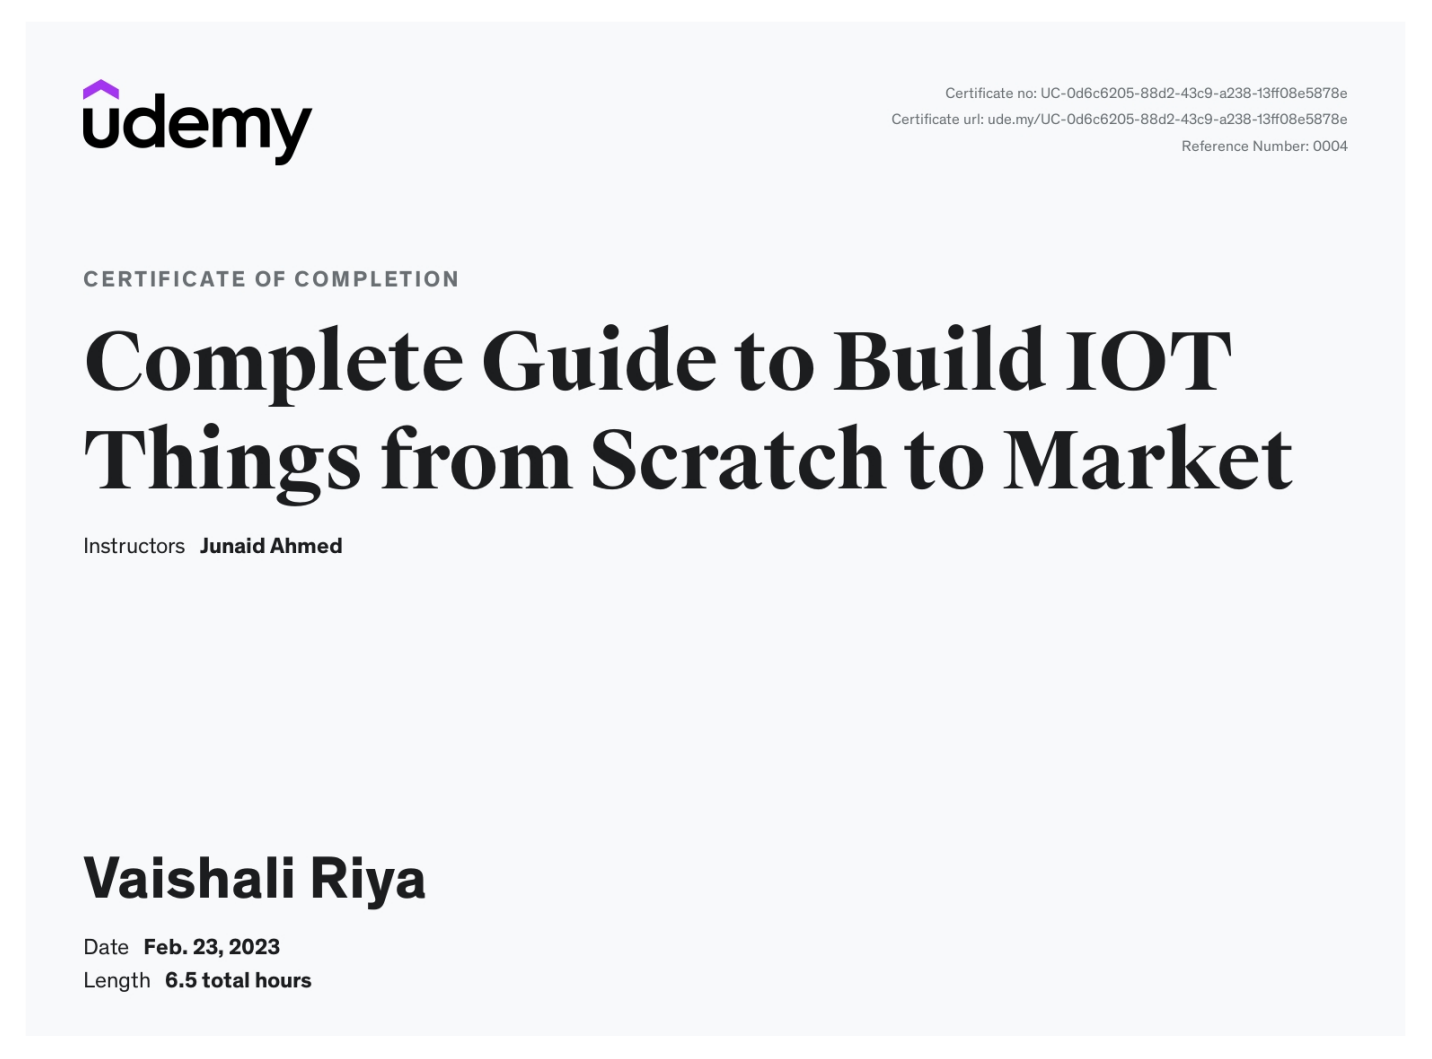 udemy
Certificate no: UC-0d6c6205-88d2-43c9-a238-13ff08e5878e
Certificate url: ude.my/UC-0d6c6205-88d2-43c9-a238-13ff08e5878e
Reference Number: 0004
CERTIFICATE OF COMPLETION
Complete Guide to Build IOT
Things from Scratch to Market
Instructors Junaid Ahmed
Vaishali Riya
Date Feb. 23, 2023
Length 6.5 total hours